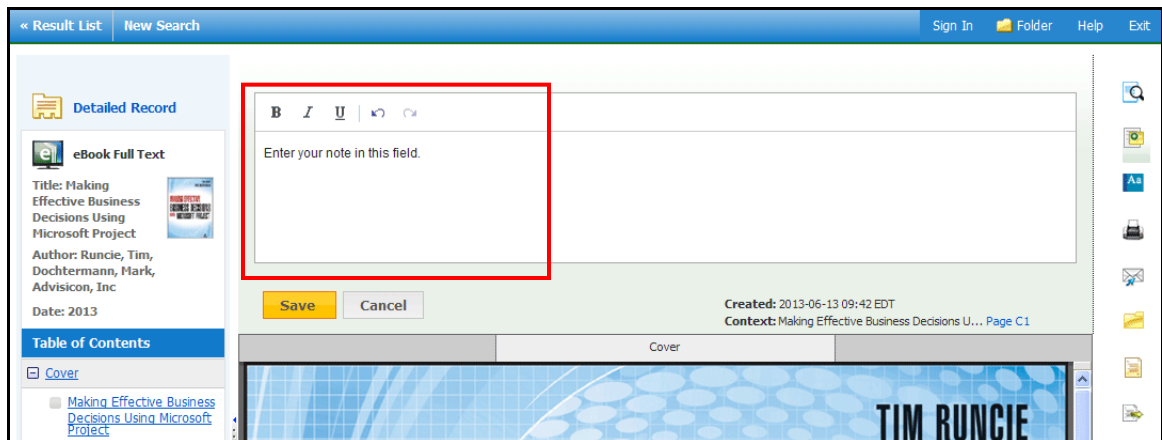 « Result List New Search Sign In Folder Help Exit
Detailed Record
eBook Full Text
Title: Making
Effective Business
Decisions Using
Microsoft Project
Author: Runcie, Tim,
Dochtermann, Mark,
Advisicon, Inc
Date: 2013
Table of Contents
Cover
Making Effective Business
Decisions Using Microsoft
Project
B I U
Enter your note in this field.
Save Cancel
Created: 2013-06-13 09:42 EDT
Context: Making Effective Business Decisions U... Page C1
Cover
TIM RUNCIE
Aa